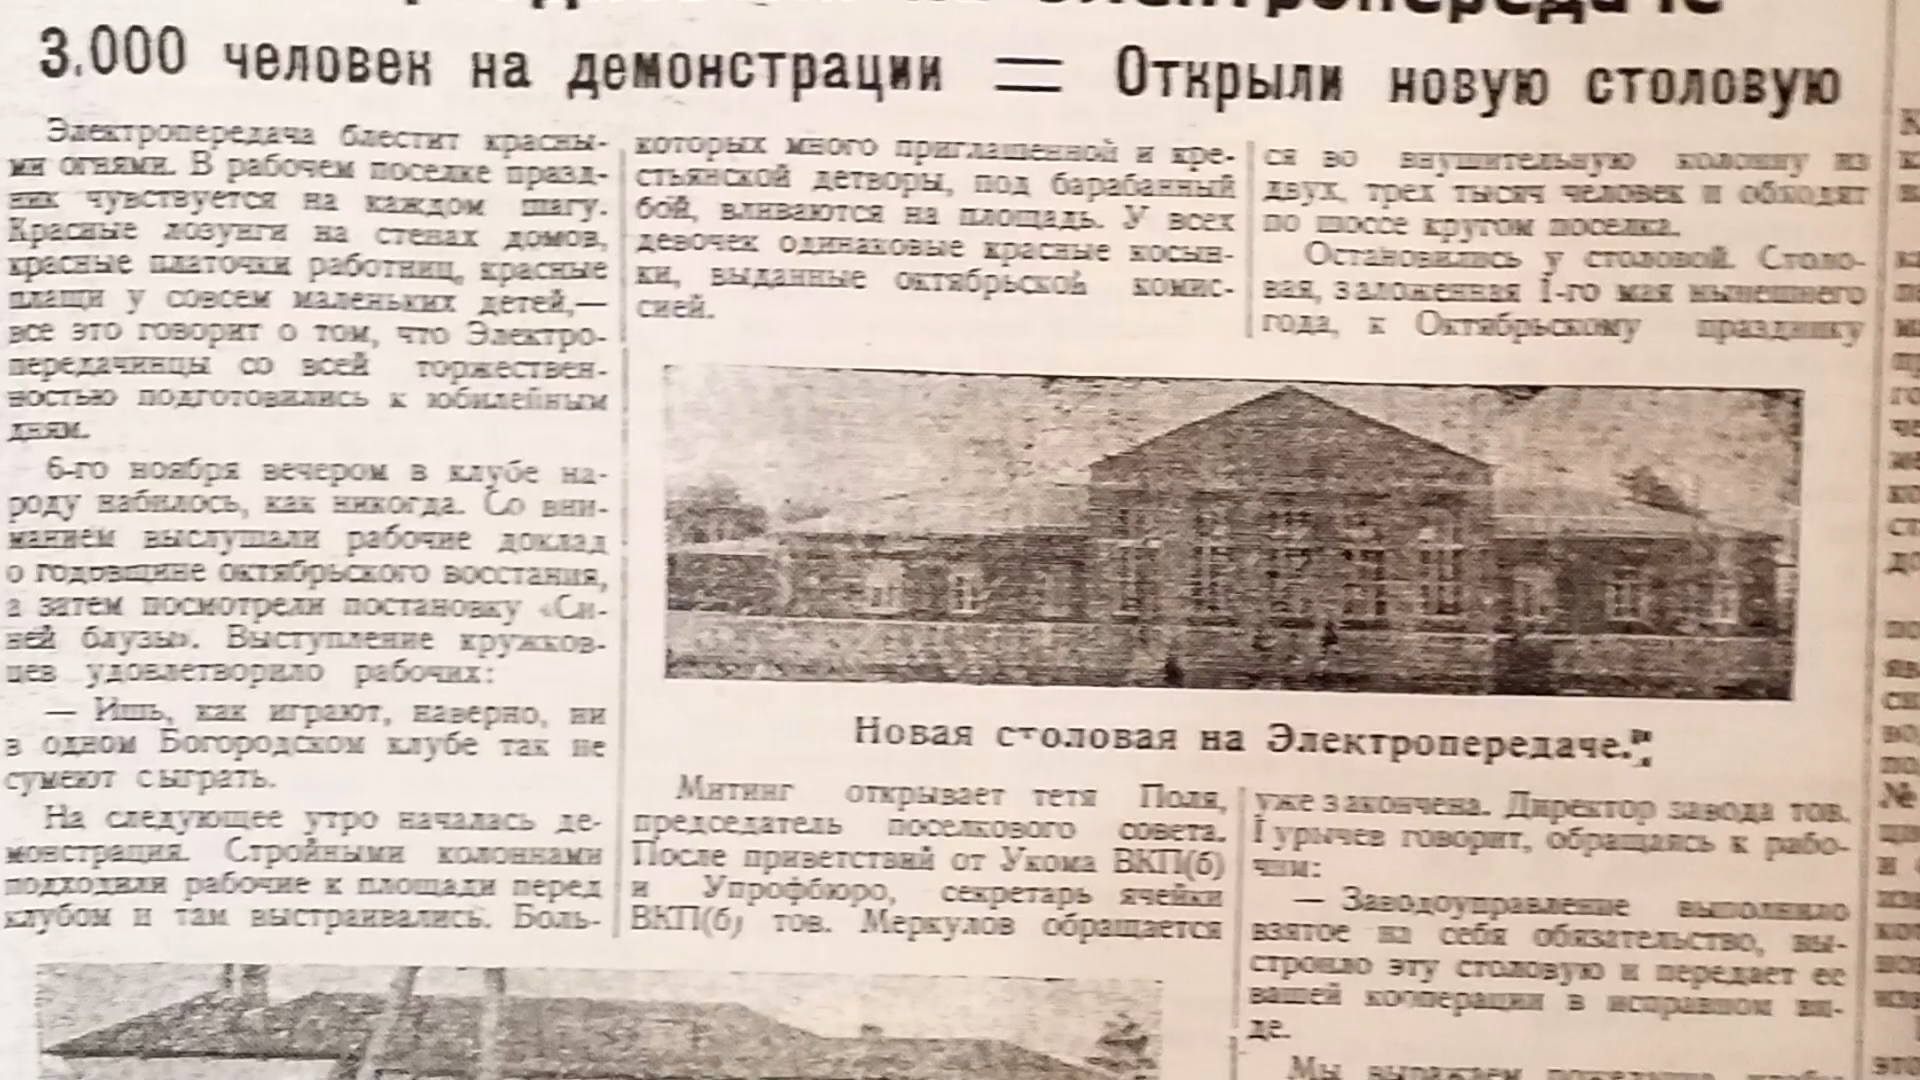 на Электропередаче
3.000 человек на демонстрации = Открыли новую столовую
Электропередача блестит красны-
ми огнями. В рабочем поселке празд-
ник чувствуется на каждом шагу.
Красные лозунги на стенах домов,
красные платочки работниц, красные
плащи у совсем маленьких детей,—
все это говорит о том, что Электро-
передачинцы со всей торжествен-
ностью подготовились к юбилейным
дням.
6-го ноября вечером в клубе на-
роду набилось, как никогда. Со вни-
манием выслушали рабочие доклад
о годовщине октябрьского восстания,
а затем посмотрели постановку «Си-
ней блузы». Выступление кружков-
цев удовлетворило рабочих:
— Ишь, как играют, наверно, ни
в одном Богородском клубе так не
сумеют сыграть.
На следующее утро началась де-
монстрация. Стройными колоннами
подходили рабочие к площади перед
клубом и там выстраивались. Боль-
которых много приглашенной и кре-
стьянской детворы, под барабанный
бой, вливаются на площадь. У всех
девочек одинаковые красные косын-
ки, выданные октябрьской комис-
сией.
ся во внушительную колонну из
двух, трех тысяч человек и обходят
по шоссе кругом поселка.
Остановились у столовой. Столо-
вая, заложенная 1-го мая нынешнего
года, к Октябрьскому празднику
Новая столовая на Электропередаче.
Митинг открывает тетя Поля,
председатель поселкового совета.
После приветствий от Укома ВКП(б)
и Упрофбюро, секретарь ячейки
ВКП(б) тов. Меркулов обращается
уже закончена. Директор завода тов.
Гурычев говорит, обращаясь к рабо-
чим:
— Заводоуправление выполнило
взятое на себя обязательство, вы-
строило эту столовую и передает ее
вашей кооперации в исправном ви-
де.
Мы выражаем пожелание, чтобы